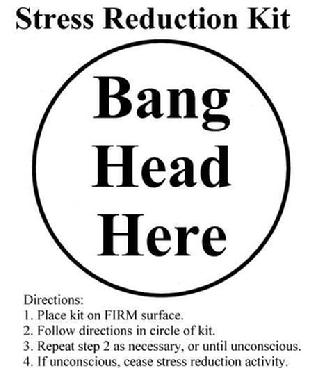 Stress Reduction Kit
Bang
Head
Here
Directions:
1. Place kit on FIRM surface.
2. Follow directions in circle of kit.
3. Repeat step 2 as necessary, or until unconscious.
4. If unconscious, cease stress reduction activity.